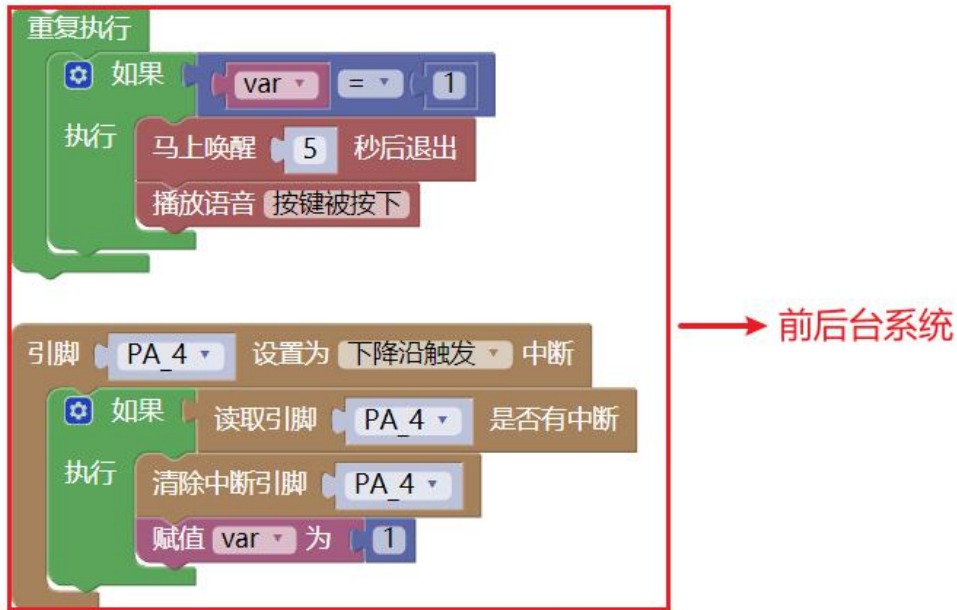 重复执行
如果 var = 1
执行 马上唤醒 5 秒后退出
播放语音 按键被按下
前后台系统
引脚 PA_4 设置为 下降沿触发 中断
如果 读取引脚 PA_4 是否有中断
执行 清除中断引脚 PA_4
赋值 var 为 1